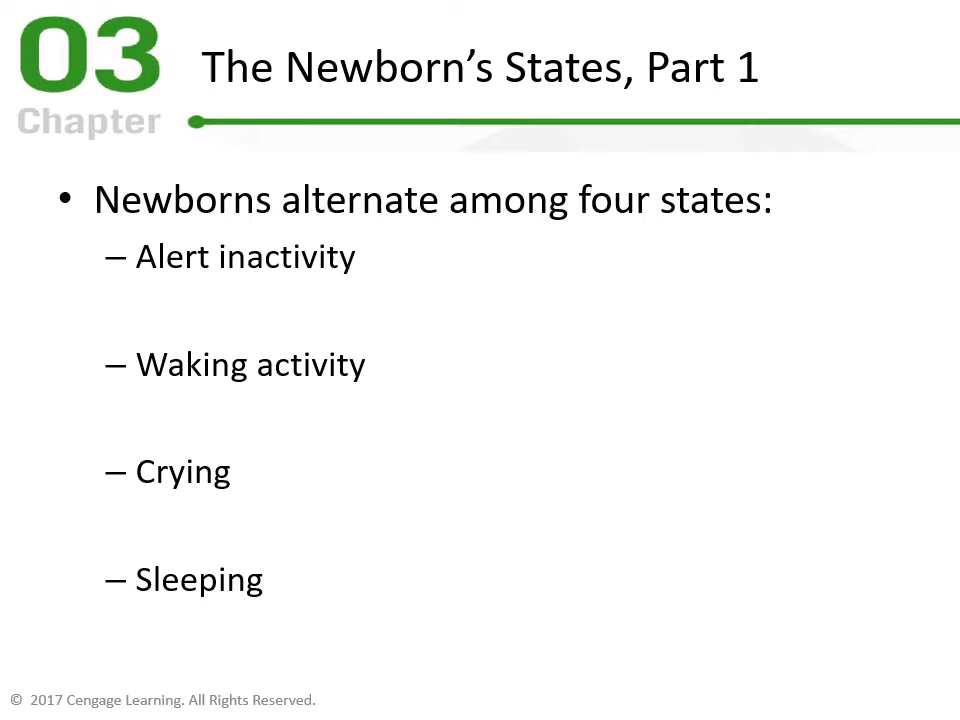 03
Chapter
The Newborn’s States, Part 1
• Newborns alternate among four states:
– Alert inactivity
– Waking activity
– Crying
– Sleeping
© 2017 Cengage Learning. All Rights Reserved.